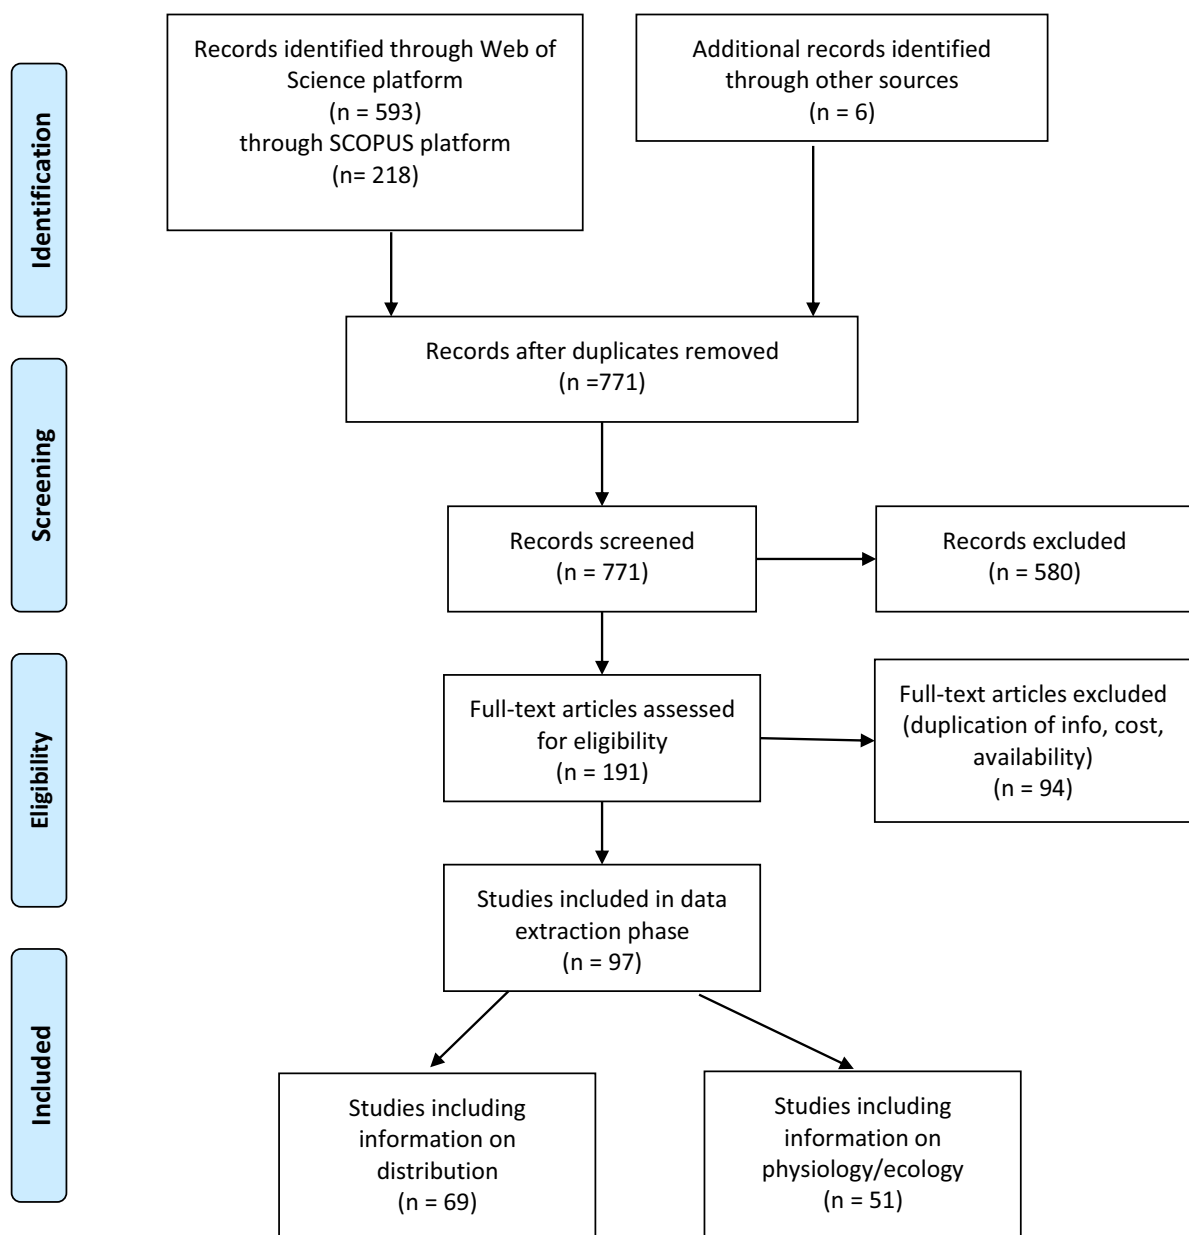 Identification
Records identified through Web of
Science platform
(n = 593)
through SCOPUS platform
(n= 218)
Additional records identified
through other sources
(n = 6)
Records after duplicates removed
(n =771)
Screening
Records screened
(n = 771)
Records excluded
(n = 580)
Eligibility
Full-text articles assessed
for eligibility
(n = 191)
Full-text articles excluded
(duplication of info, cost,
availability)
(n = 94)
Studies included in data
extraction phase
(n = 97)
Included
Studies including
information on
distribution
(n = 69)
Studies including
information on
physiology/ecology
(n = 51)